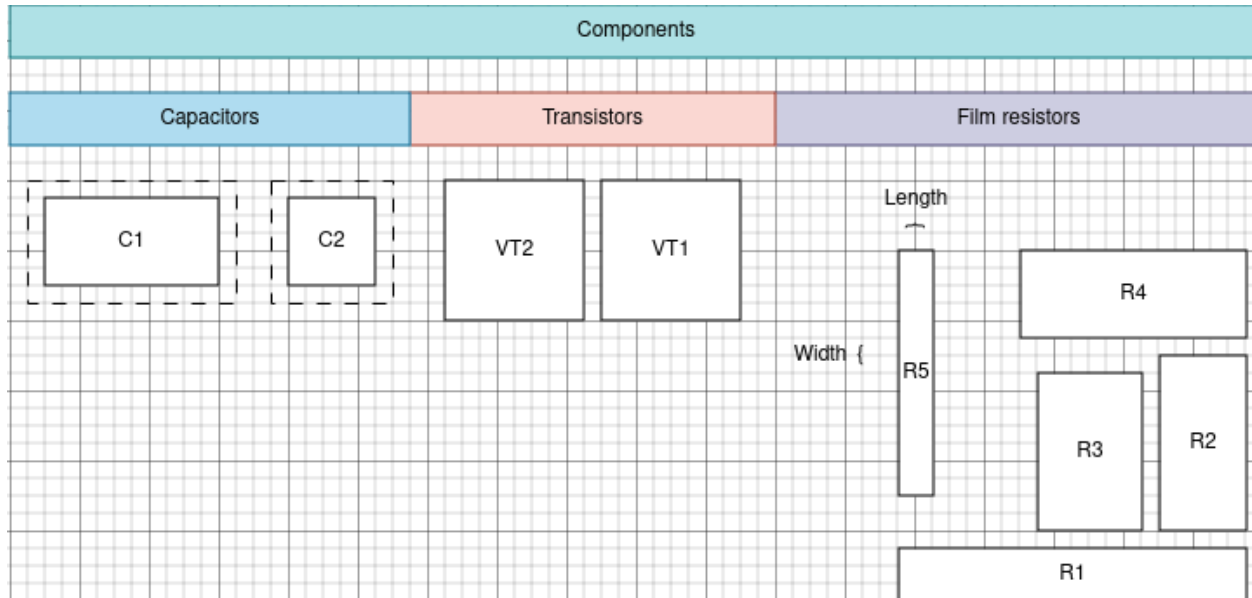 Components
Capacitors
Transistors
Film resistors
Length
C1
C2
VT2
VT1
R4
Width {
R5
R3
R2
R1